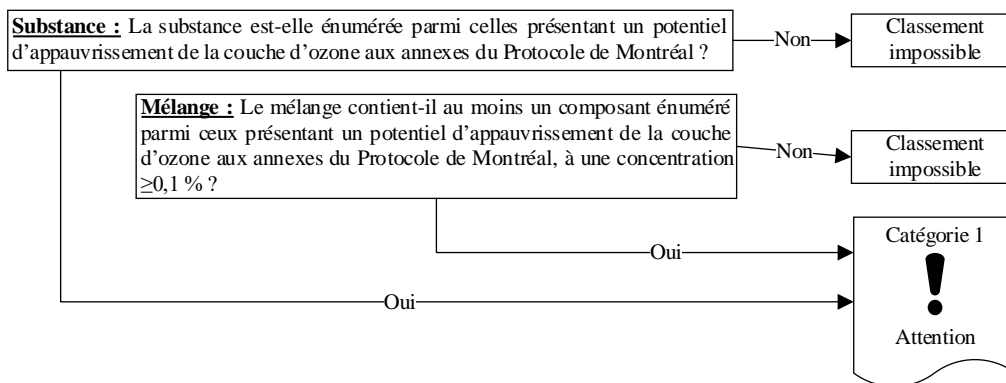 Substance : La substance est-elle énumérée parmi celles présentant un potentiel
d'appauvrissement de la couche d'ozone aux annexes du Protocole de Montréal ?
Non
Classement
impossible
Mélange : Le mélange contient-il au moins un composant énuméré
parmi ceux présentant un potentiel d'appauvrissement de la couche
d'ozone aux annexes du Protocole de Montréal, à une concentration
≥0,1 % ?
Non
Classement
impossible
Oui
Oui
Catégorie 1
!
Attention